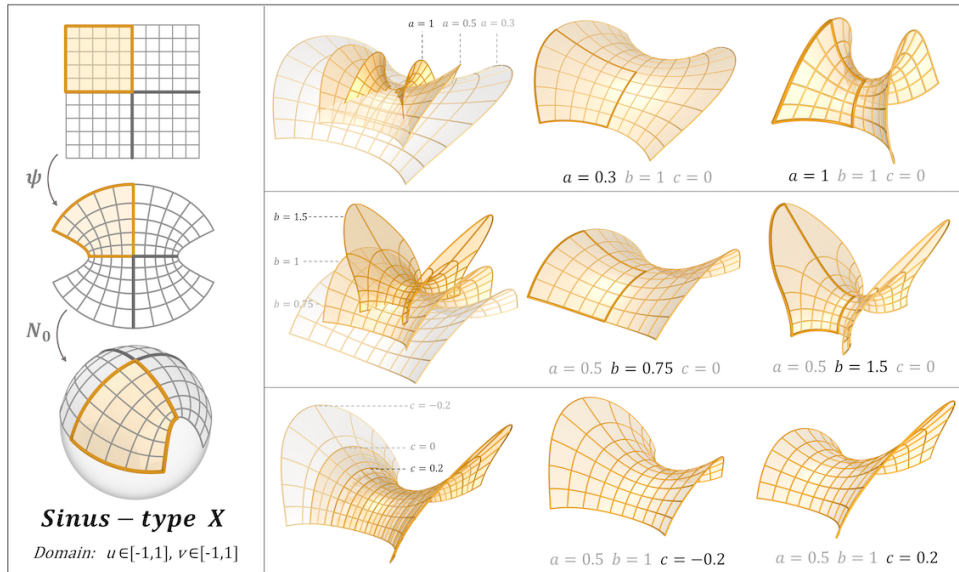 ψ
N₀
Sinus − type X
Domain: u∈[-1,1], v∈[-1,1]
a = 1 a = 0.5 a = 0.3
a = 0.3 b = 1 c = 0
a = 1 b = 1 c = 0
b = 1.5
b = 1
b = 0.75
a = 0.5 b = 0.75 c = 0
a = 0.5 b = 1.5 c = 0
c = −0.2
c = 0
c = 0.2
a = 0.5 b = 1 c = −0.2
a = 0.5 b = 1 c = 0.2